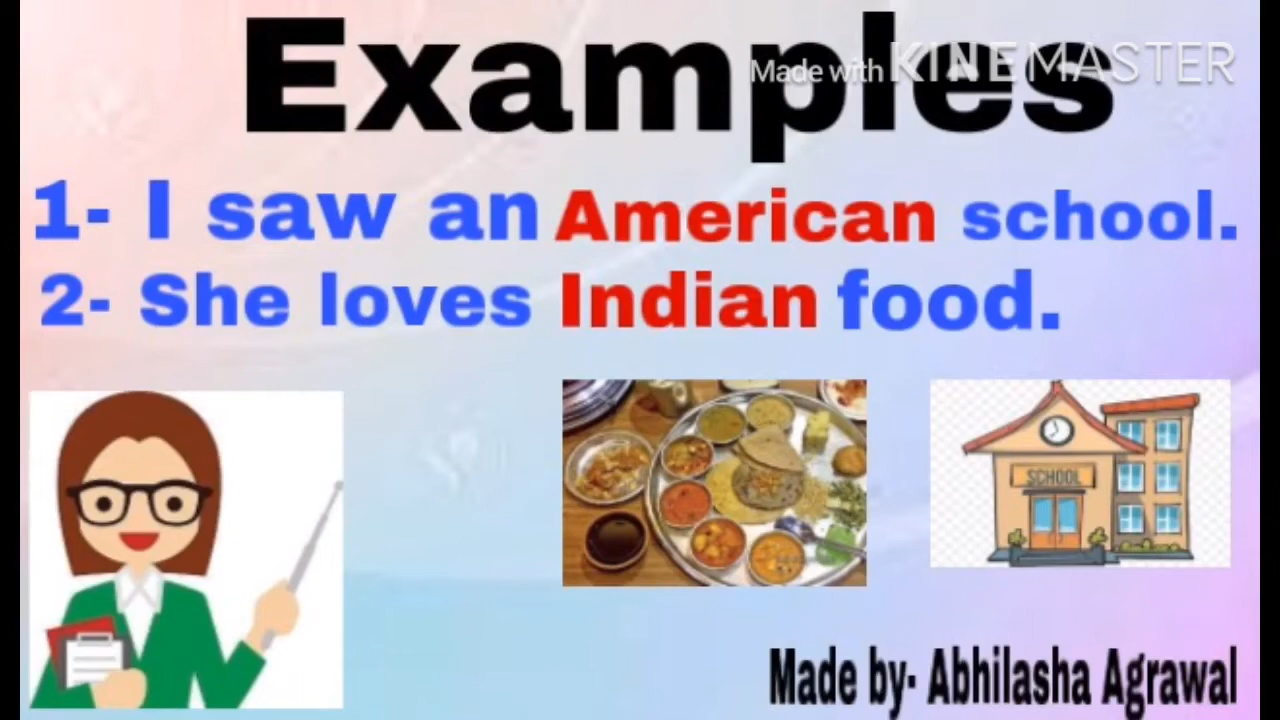 Examples
Made with KINEMASTER
1- I saw an American school.
2- She loves Indian food.
SCHOOL
Made by- Abhilasha Agrawal